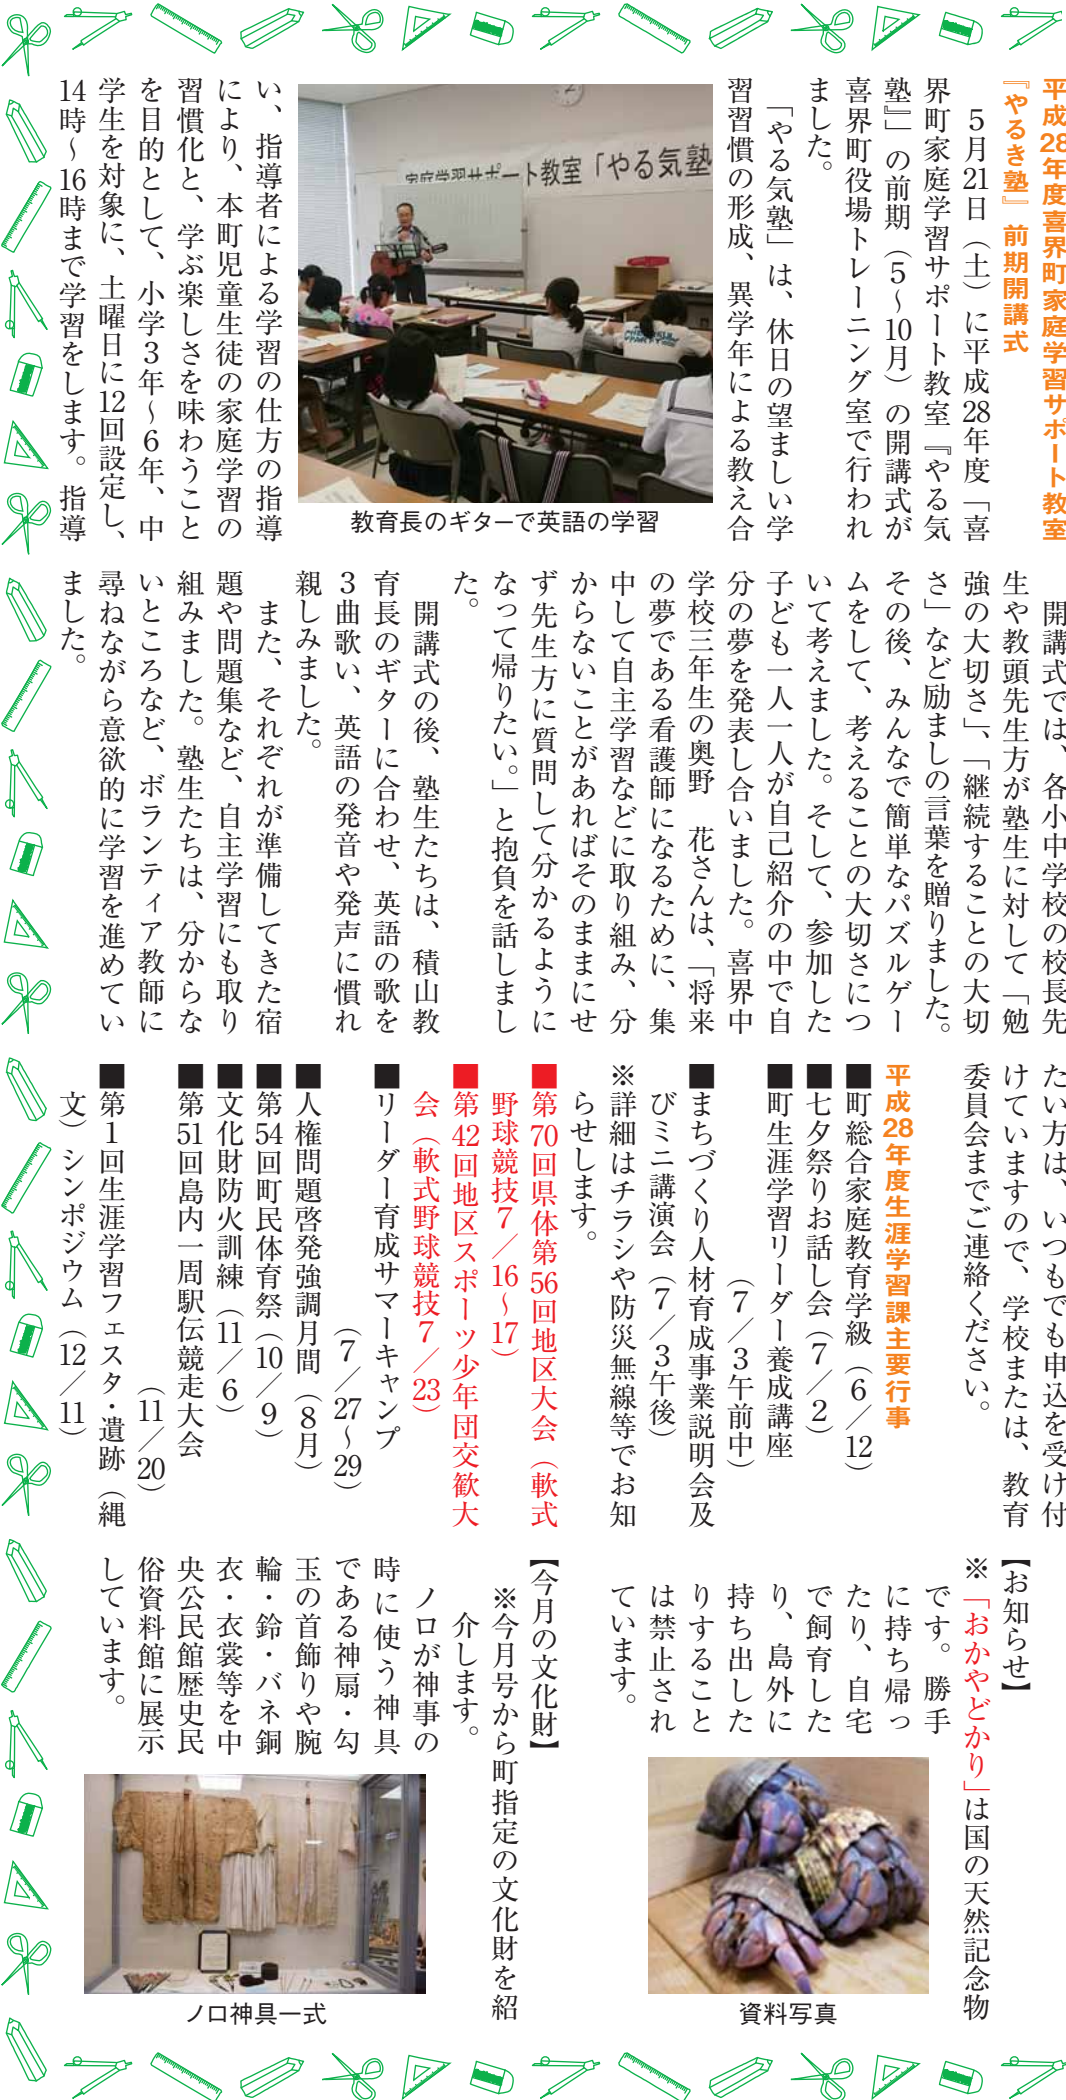 平成28年度喜界町家庭学習サポート教室
『やるき塾』前期開講式
　5月21日（土）に平成28年度「喜
界町家庭学習サポート教室『やる気
塾』」の前期（5～10月）の開講式が
喜界町役場トレーニング室で行われ
ました。
　「やる気塾」は、休日の望ましい学
習習慣の形成、異学年による教え合
家庭学習サポート教室「やる気塾
教育長のギターで英語の学習
い、指導者による学習の仕方の指導
により、本町児童生徒の家庭学習の
習慣化と、学ぶ楽しさを味わうこと
を目的として、小学3年～6年、中
学生を対象に、土曜日に12回設定し、
14時～16時まで学習をします。指導
　開講式では、各小中学校の校長先
生や教頭先生方が塾生に対して「勉
強の大切さ」、「継続することの大切
さ」など励ましの言葉を贈りました。
その後、みんなで簡単なパズルゲー
ムをして、考えることの大切さにつ
いて考えました。そして、参加した
子ども一人一人が自己紹介の中で自
分の夢を発表し合いました。喜界中
学校三年生の奥野　花さんは、「将来
の夢である看護師になるために、集
中して自主学習などに取り組み、分
からないことがあればそのままにせ
ず先生方に質問して分かるように
なって帰りたい。」と抱負を話しまし
た。
　開講式の後、塾生たちは、積山教
育長のギターに合わせ、英語の歌を
3曲歌い、英語の発音や発声に慣れ
親しみました。
　また、それぞれが準備してきた宿
題や問題集など、自主学習にも取り
組みました。塾生たちは、分からな
いところなど、ボランティア教師に
尋ねながら意欲的に学習を進めてい
ました。
たい方は、いつもでも申込を受け付
けていますので、学校または、教育
委員会までご連絡ください。
平成28年度生涯学習課主要行事
■町総合家庭教育学級（6／12）
■七夕祭りお話し会（7／2）
■町生涯学習リーダー養成講座
（7／3午前中）
■まちづくり人材育成事業説明会及
びミニ講演会（7／3午後）
※詳細はチラシや防災無線等でお知
らせします。
■第70回県体第56回地区大会（軟式
野球競技7／16～17）
■第42回地区スポーツ少年団交歓大
会（軟式野球競技7／23）
■リーダー育成サマーキャンプ
（7／27～29）
■人権問題啓発強調月間（8月）
■第54回町民体育祭（10／9）
■文化財防火訓練（11／6）
■第51回島内一周駅伝競走大会
（11／20）
■第1回生涯学習フェスタ・遺跡（縄
文）シンポジウム（12／11）
【お知らせ】
※「おかやどかり」は国の天然記念物
です。勝手
に持ち帰っ
たり、自宅
で飼育した
り、島外に
持ち出した
りすること
は禁止され
ています。
資料写真
【今月の文化財】
※今月号から町指定の文化財を紹
介します。
　ノロが神事の
時に使う神具
である神扇・勾
玉の首飾りや腕
輪・鈴・バネ銅
衣・衣裳等を中
央公民館歴史民
俗資料館に展示
しています。
ノロ神具一式